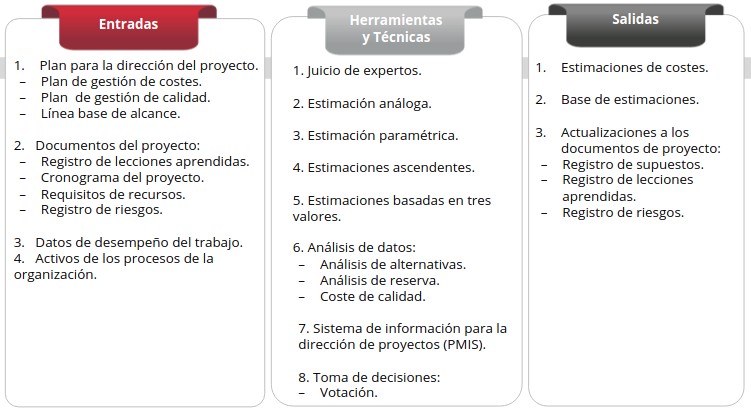 Entradas
1. Plan para la dirección del proyecto.
– Plan de gestión de costes.
– Plan de gestión de calidad.
– Línea base de alcance.
2. Documentos del proyecto:
– Registro de lecciones aprendidas.
– Cronograma del proyecto.
– Requisitos de recursos.
– Registro de riesgos.
3. Datos de desempeño del trabajo.
4. Activos de los procesos de la
organización.
Herramientas
y Técnicas
1. Juicio de expertos.
2. Estimación análoga.
3. Estimación paramétrica.
4. Estimaciones ascendentes.
5. Estimaciones basadas en tres
valores.
6. Análisis de datos:
– Análisis de alternativas.
– Análisis de reserva.
– Coste de calidad.
7. Sistema de información para la
dirección de proyectos (PMIS).
8. Toma de decisiones:
– Votación.
Salidas
1. Estimaciones de costes.
2. Base de estimaciones.
3. Actualizaciones a los
documentos de proyecto:
– Registro de supuestos.
– Registro de lecciones
aprendidas.
– Registro de riesgos.